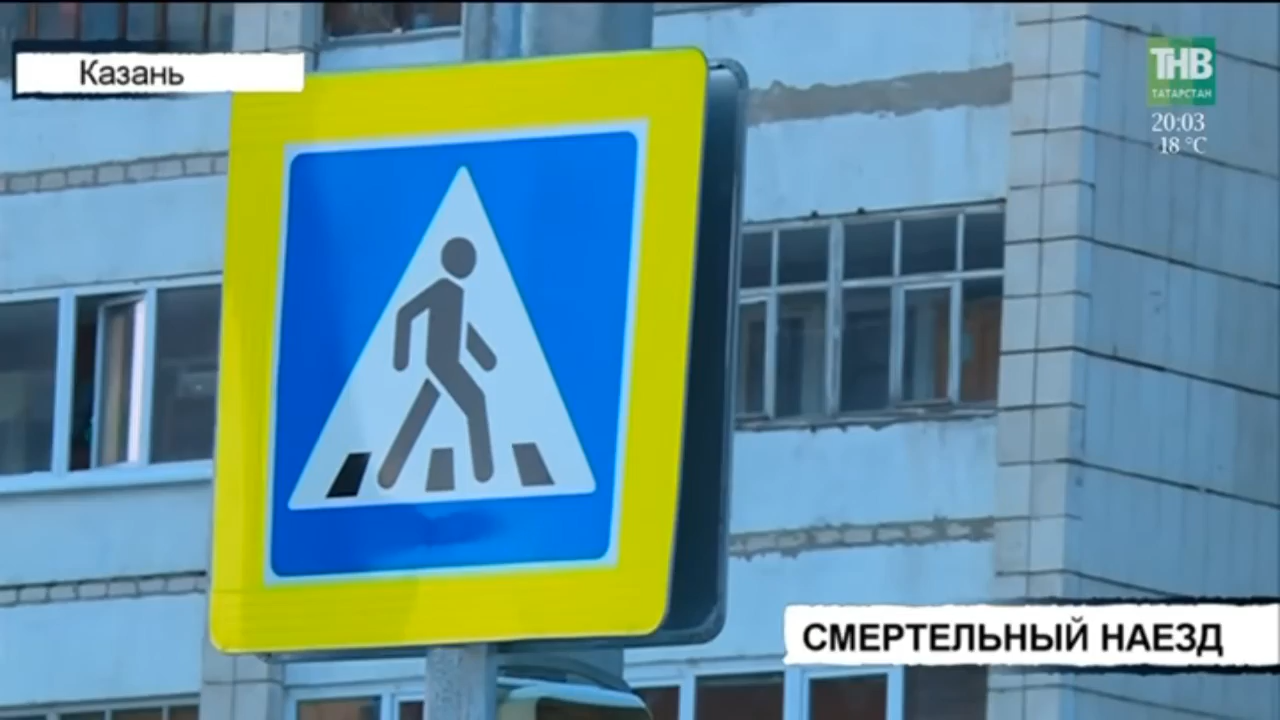 Казань
ТНВ
ТАТАРСТАН
20:03
18 °C
СМЕРТЕЛЬНЫЙ НАЕЗД